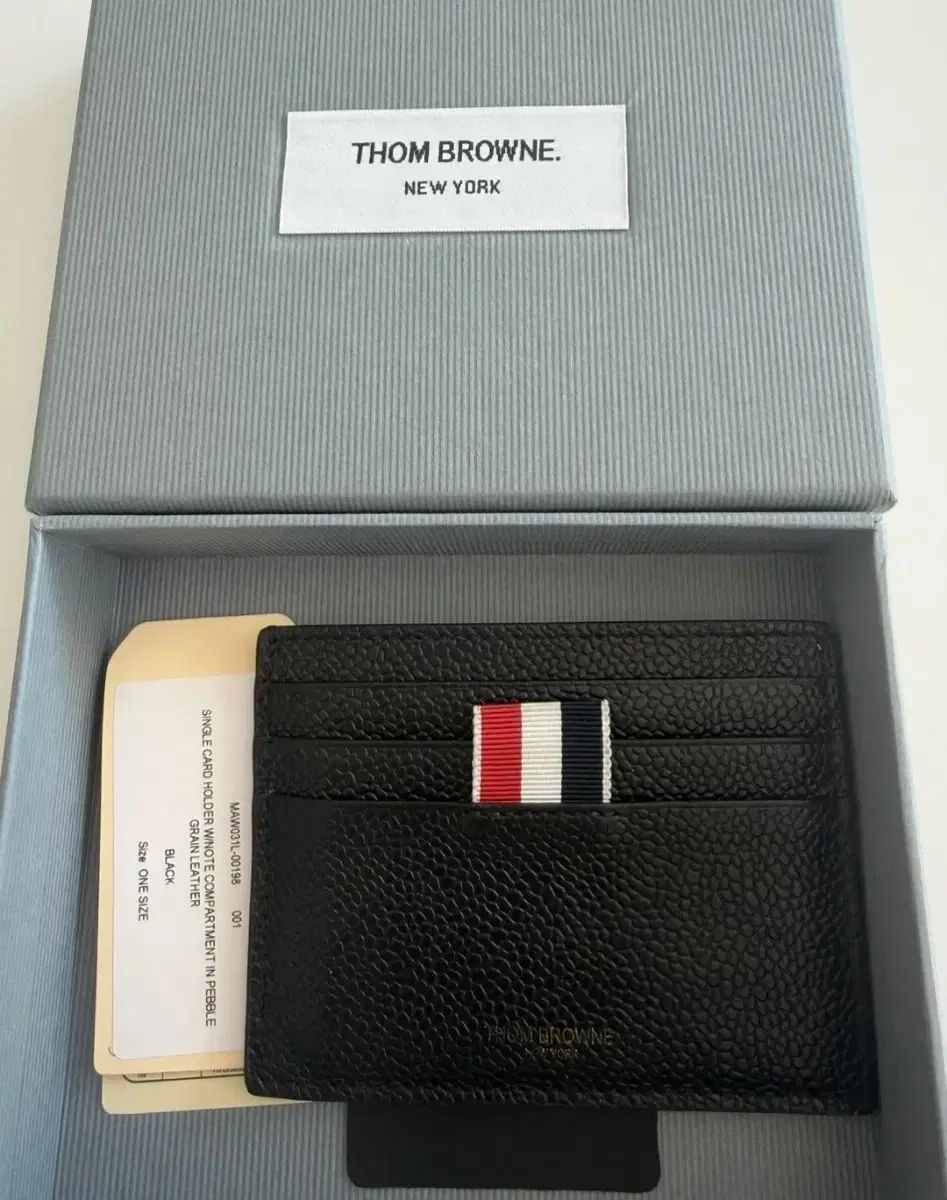 THOM BROWNE.
NEW YORK
MAW031L-00198 001
SINGLE CARD HOLDER W/NOTE COMPARTMENT IN PEBBLE
GRAIN LEATHER
BLACK
Size ONE SIZE
THOM BROWNE
NEW YORK